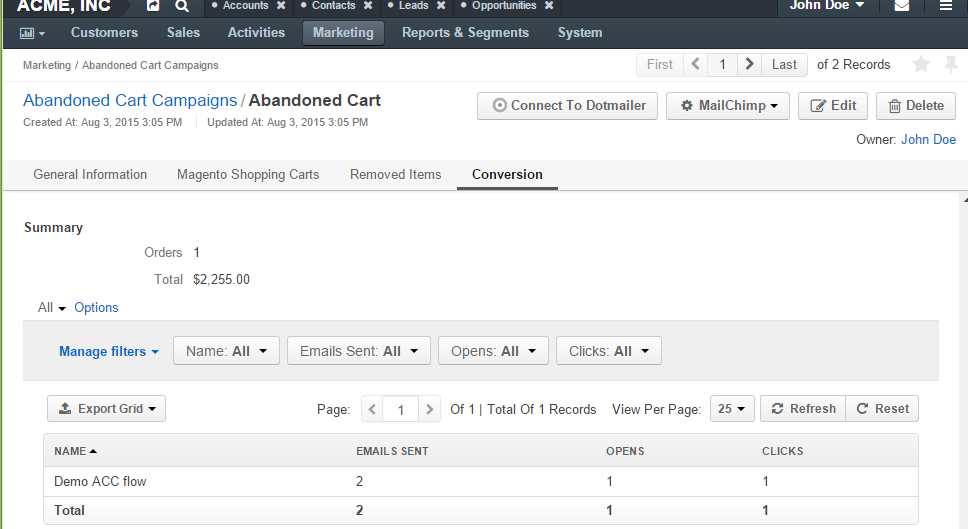 ACME, INC • Accounts ✖ • Contacts ✖ • Leads ✖ • Opportunities ✖ John Doe
Customers Sales Activities Marketing Reports & Segments System
Marketing / Abandoned Cart Campaigns First 1 Last of 2 Records
Abandoned Cart Campaigns / Abandoned Cart Connect To Dotmailer MailChimp Edit Delete
Created At: Aug 3, 2015 3:05 PM Updated At: Aug 3, 2015 3:05 PM
Owner: John Doe
General Information Magento Shopping Carts Removed Items Conversion
Summary
Orders 1
Total $2,255.00
All Options
Manage filters Name: All Emails Sent: All Opens: All Clicks: All
Export Grid Page: 1 Of 1 | Total Of 1 Records View Per Page: 25 Refresh Reset
NAME EMAILS SENT OPENS CLICKS
Demo ACC flow 2 1 1
Total 2 1 1